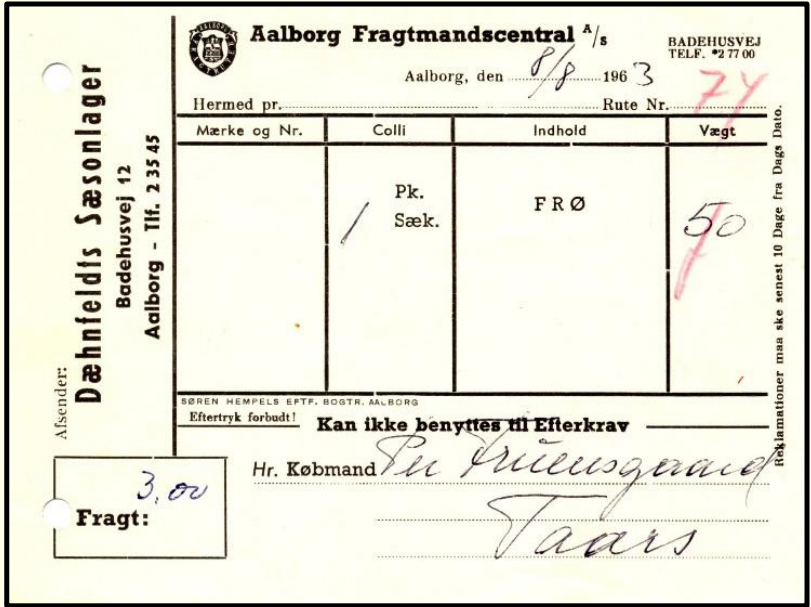 Aalborg Fragtmandscentral A/s
BADEHUSVEJ
TELF. *2 77 00
Aalborg, den 8/8 1963
Hermed pr. Rute Nr. 74
Mærke og Nr. Colli Indhold Vægt
Pk.
1 Sæk. FRØ 50
SØREN HEMPELS EFTF. BOGTR. AALBORG
Eftertryk forbudt! Kan ikke benyttes til Efterkrav
Hr. Købmand Per Fruensgaard
Taars
Afsender:
Dæhnfeldts Sæsonlager
Badehusvej 12
Aalborg - Tlf. 2 35 45
3,00
Fragt:
Reklamationer maa ske senest 10 Dage fra Dags Dato.